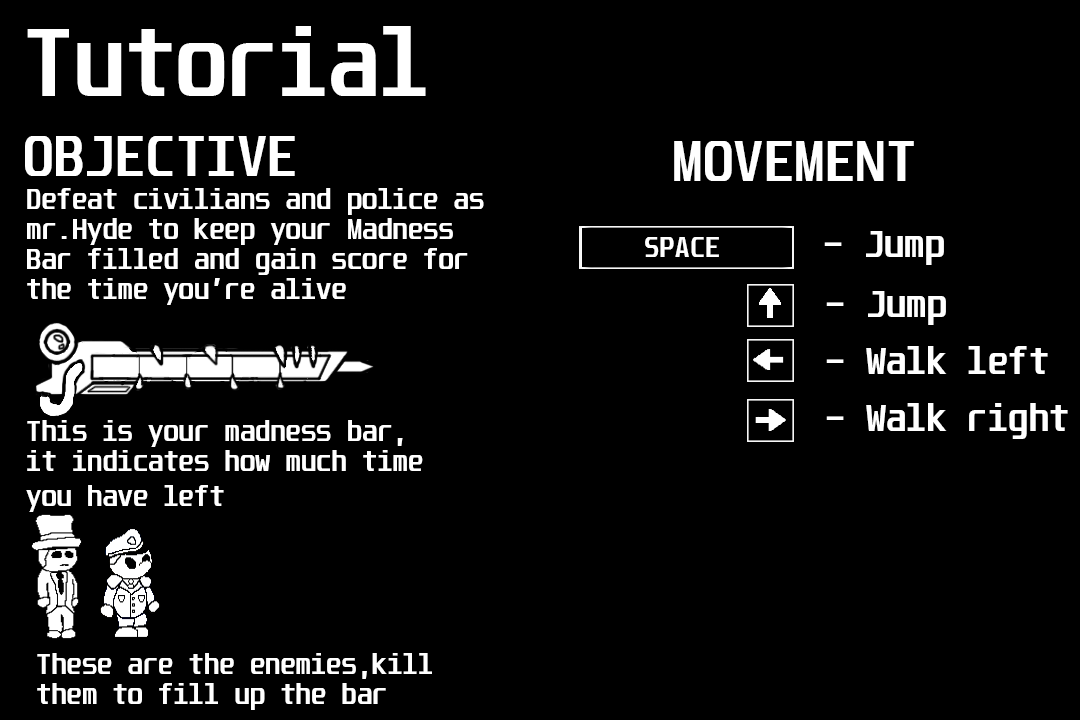 Tutorial
OBJECTIVE
Defeat civilians and police as
mr.Hyde to keep your Madness
Bar filled and gain score for
the time you're alive
This is your madness bar,
it indicates how much time
you have left
These are the enemies,kill
them to fill up the bar
MOVEMENT
SPACE - Jump
- Jump
- Walk left
- Walk right